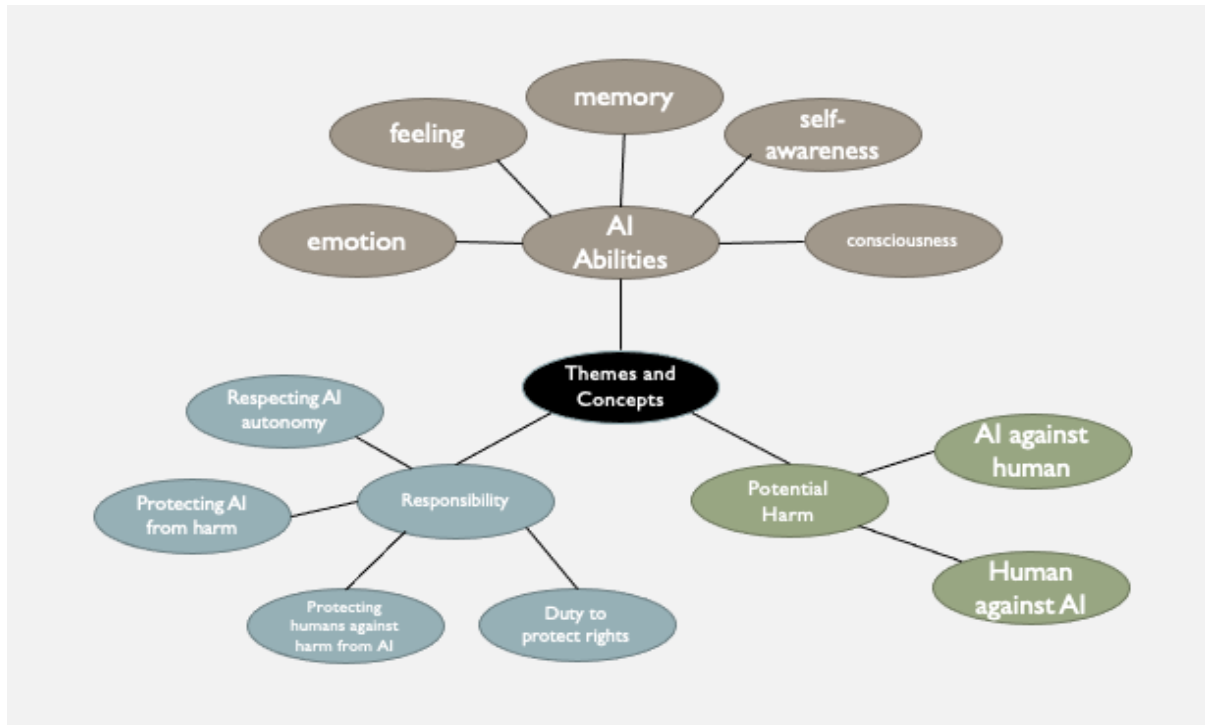 memory
feeling
self-
awareness
emotion
AI
Abilities
consciousness
Themes and
Concepts
Respecting AI
autonomy
AI against
human
Responsibility
Potential
Harm
Protecting AI
from harm
Human
against AI
Protecting
humans against
harm from AI
Duty to
protect rights